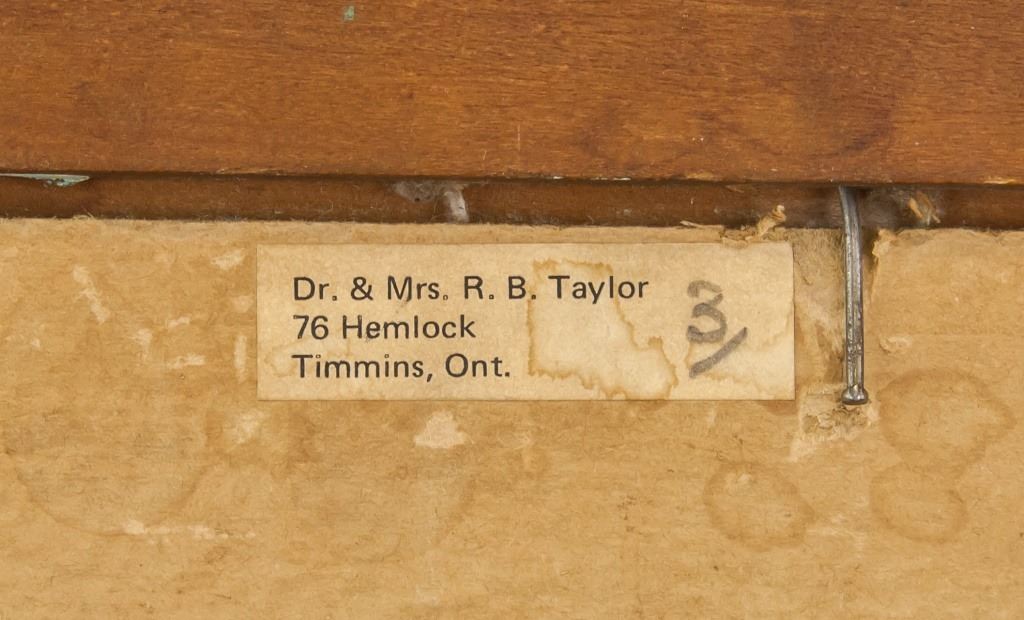 Dr. & Mrs. R. B. Taylor
76 Hemlock
Timmins, Ont.
3